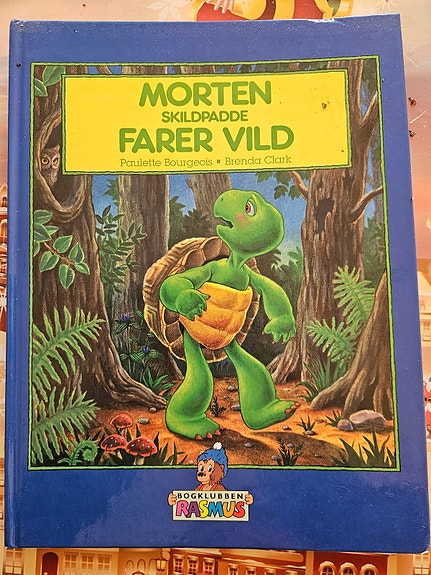 MORTEN
SKILDPADDE
FARER VILD
Paulette Bourgeois ▪ Brenda Clark
BOGKLUBBEN
RASMUS